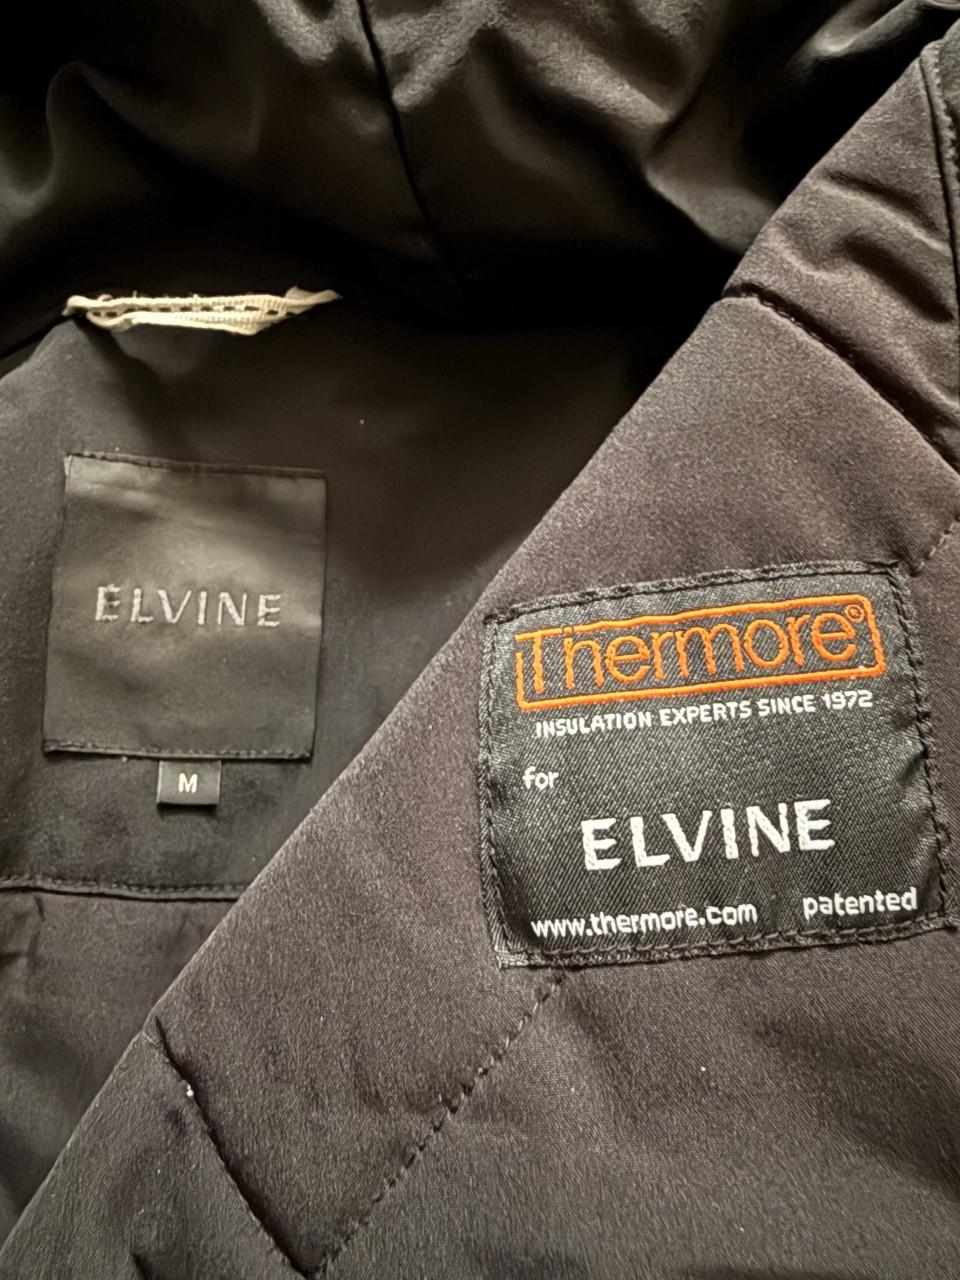 ELVINE
M
Thermore®
INSULATION EXPERTS SINCE 1972
for
ELVINE
www.thermore.com patented